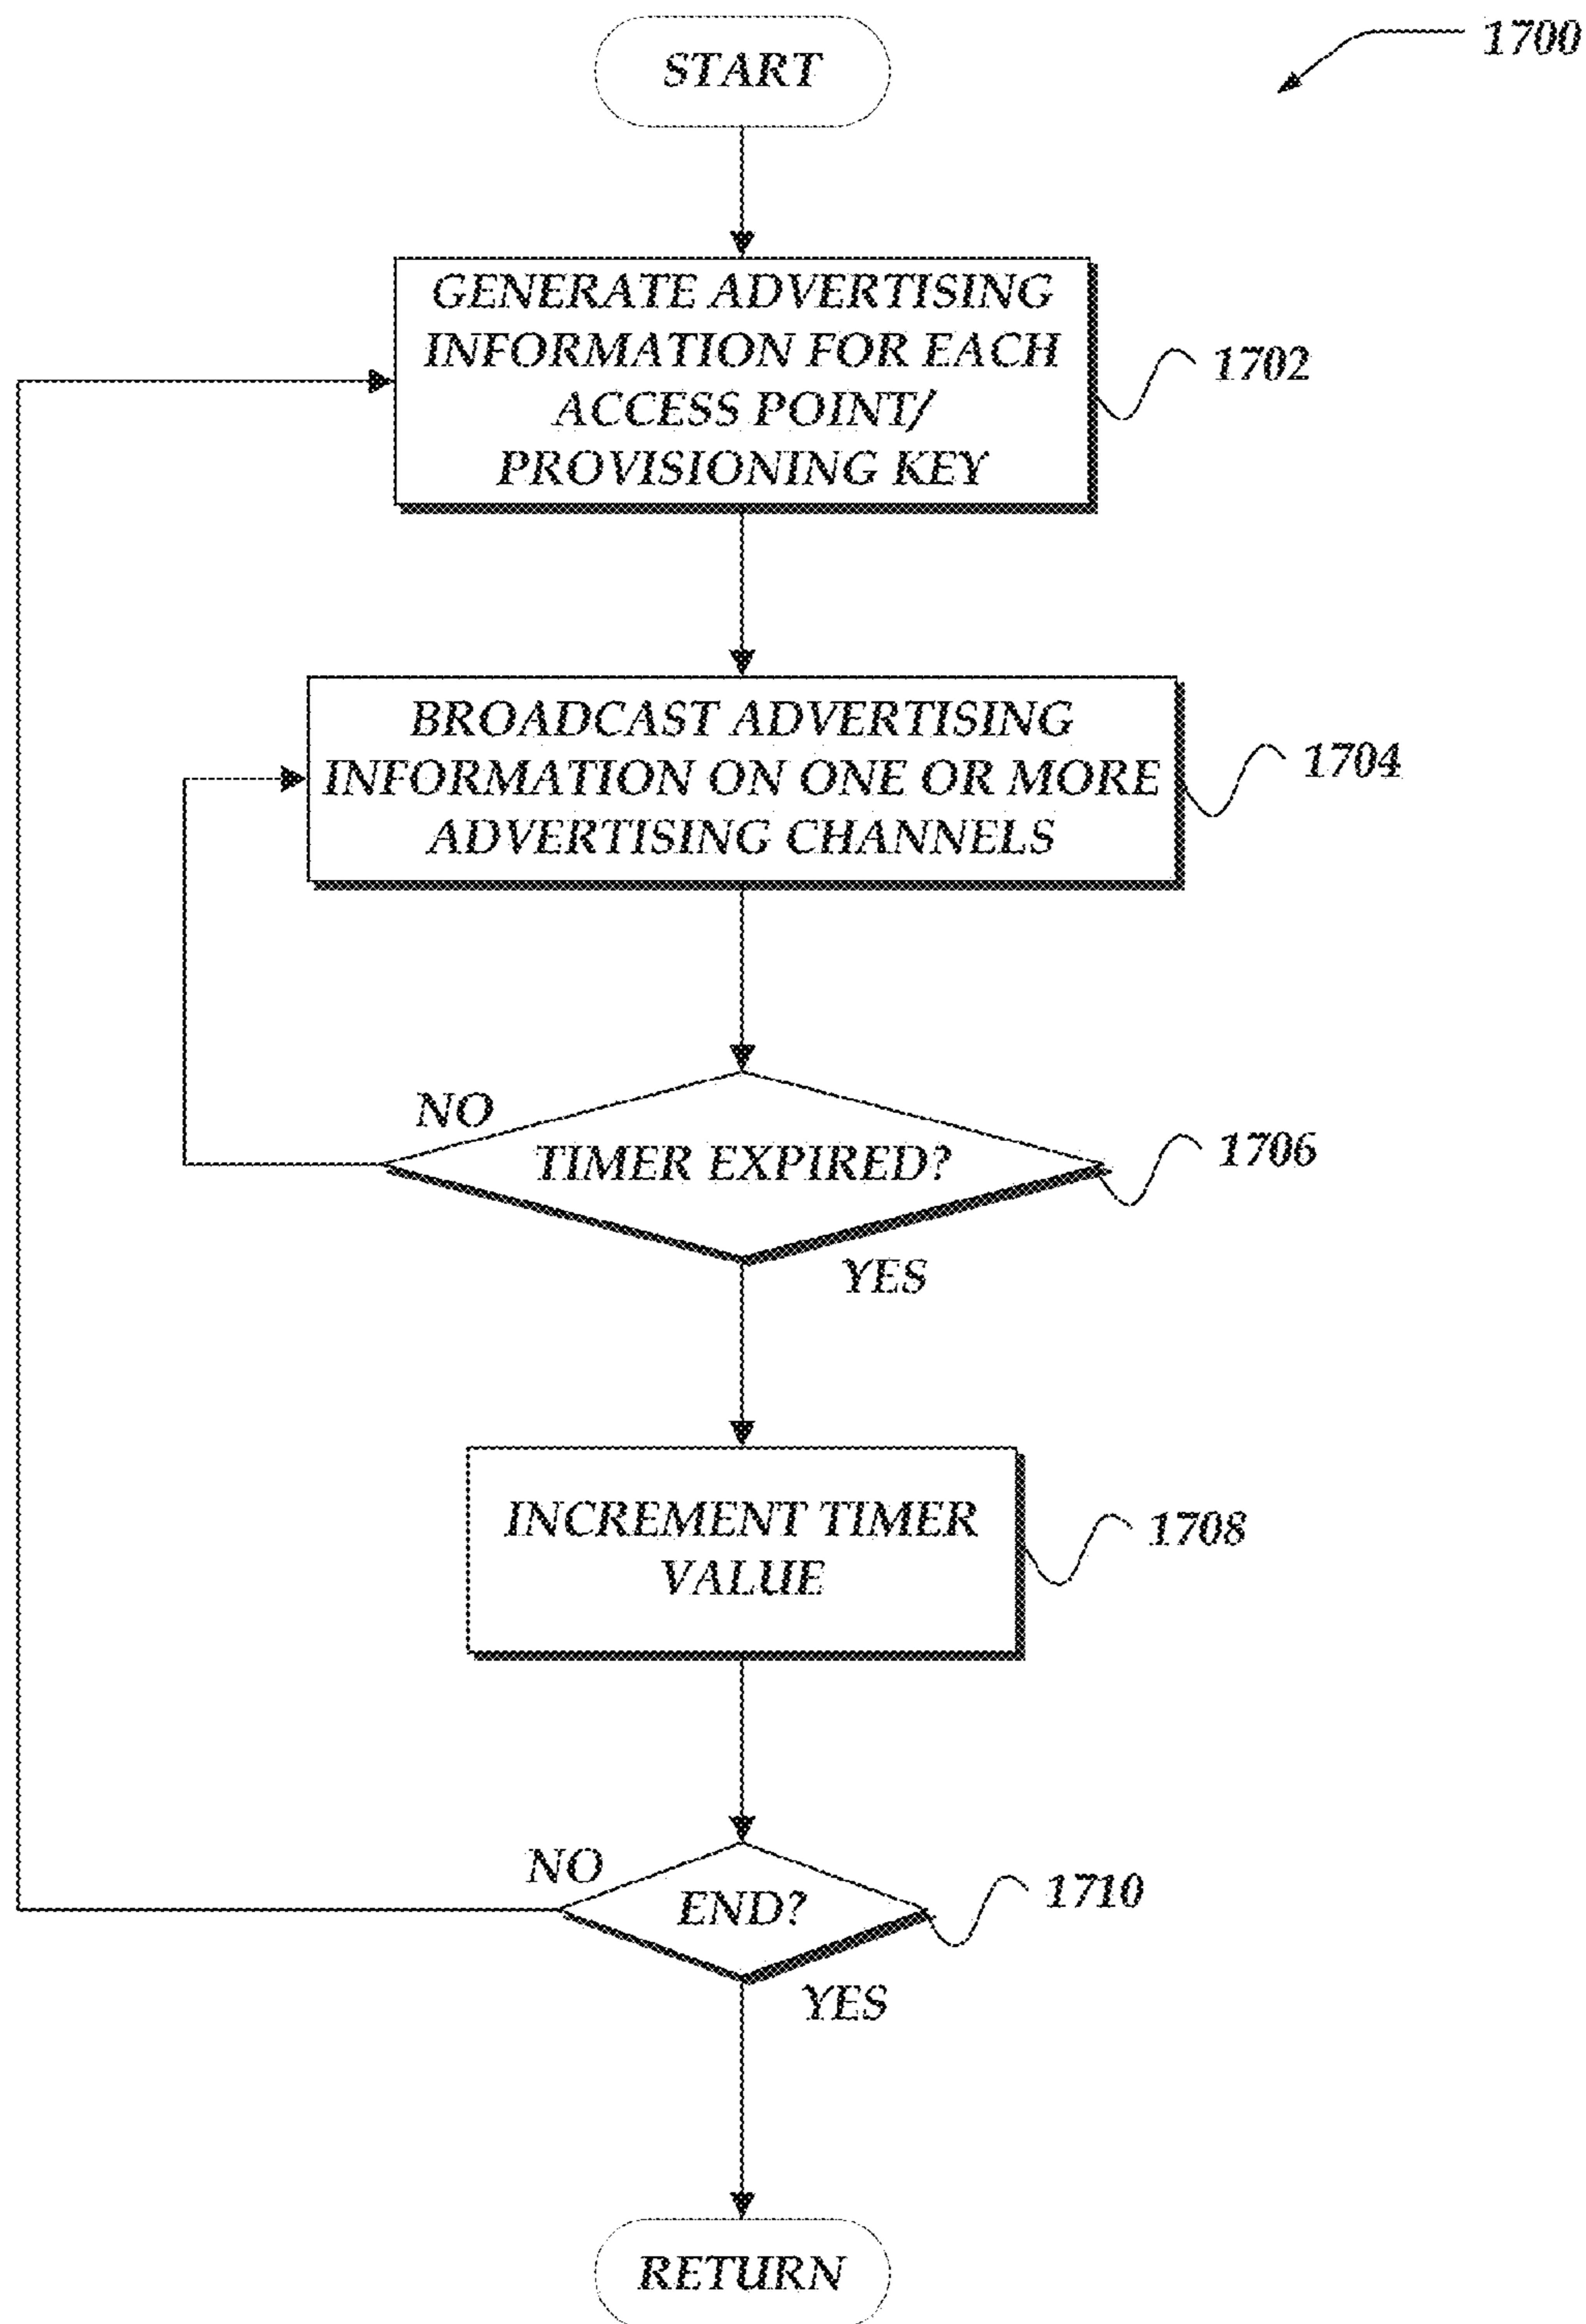 START
1700
GENERATE ADVERTISING
INFORMATION FOR EACH
ACCESS POINT/
PROVISIONING KEY
1702
BROADCAST ADVERTISING
INFORMATION ON ONE OR MORE
ADVERTISING CHANNELS
1704
NO
TIMER EXPIRED?
1706
YES
INCREMENT TIMER
VALUE
1708
NO
END?
1710
YES
RETURN